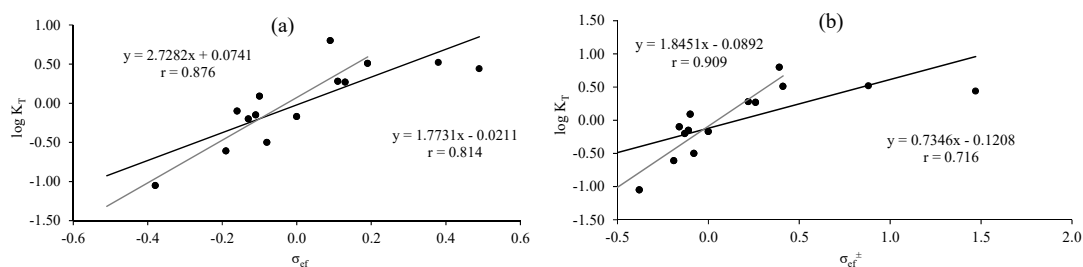 (a)
1.00
0.50
0.00
-0.50
-1.00
-1.50
log K_T
y = 2.7282x + 0.0741
r = 0.876
y = 1.7731x - 0.0211
r = 0.814
-0.6
-0.4
-0.2
0.0
0.2
0.4
0.6
σ_ef
(b)
1.50
1.00
0.50
0.00
-0.50
-1.00
-1.50
log K_T
y = 1.8451x - 0.0892
r = 0.909
y = 0.7346x - 0.1208
r = 0.716
-0.5
0.0
0.5
1.0
1.5
2.0
σ_ef^±